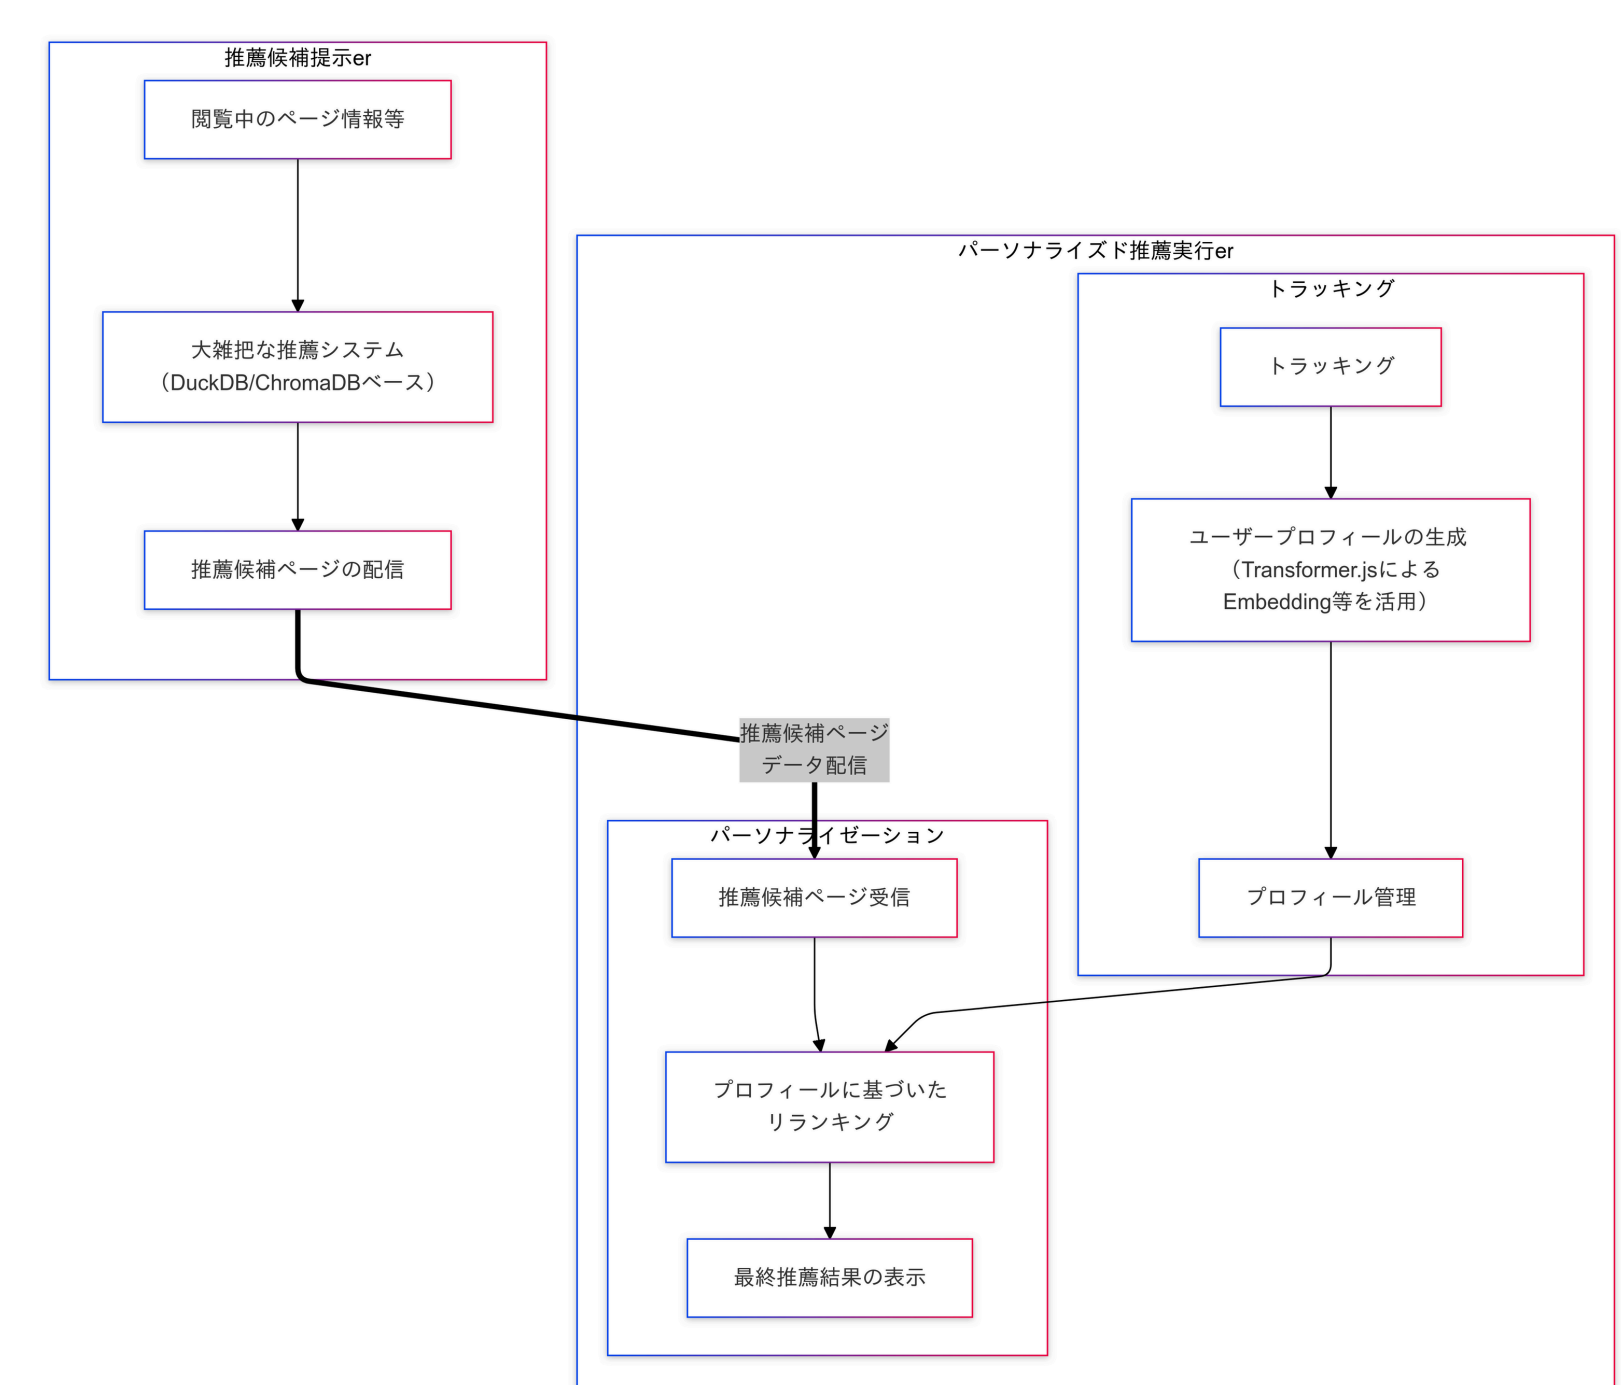 推薦候補提示er
閲覧中のページ情報等
大雑把な推薦システム
（DuckDB/ChromaDBベース）
推薦候補ページの配信
パーソナライズド推薦実行er
トラッキング
トラッキング
ユーザープロフィールの生成
（Transformer.jsによる
Embedding等を活用）
プロフィール管理
推薦候補ページ
データ配信
パーソナライゼーション
推薦候補ページ受信
プロフィールに基づいた
リランキング
最終推薦結果の表示